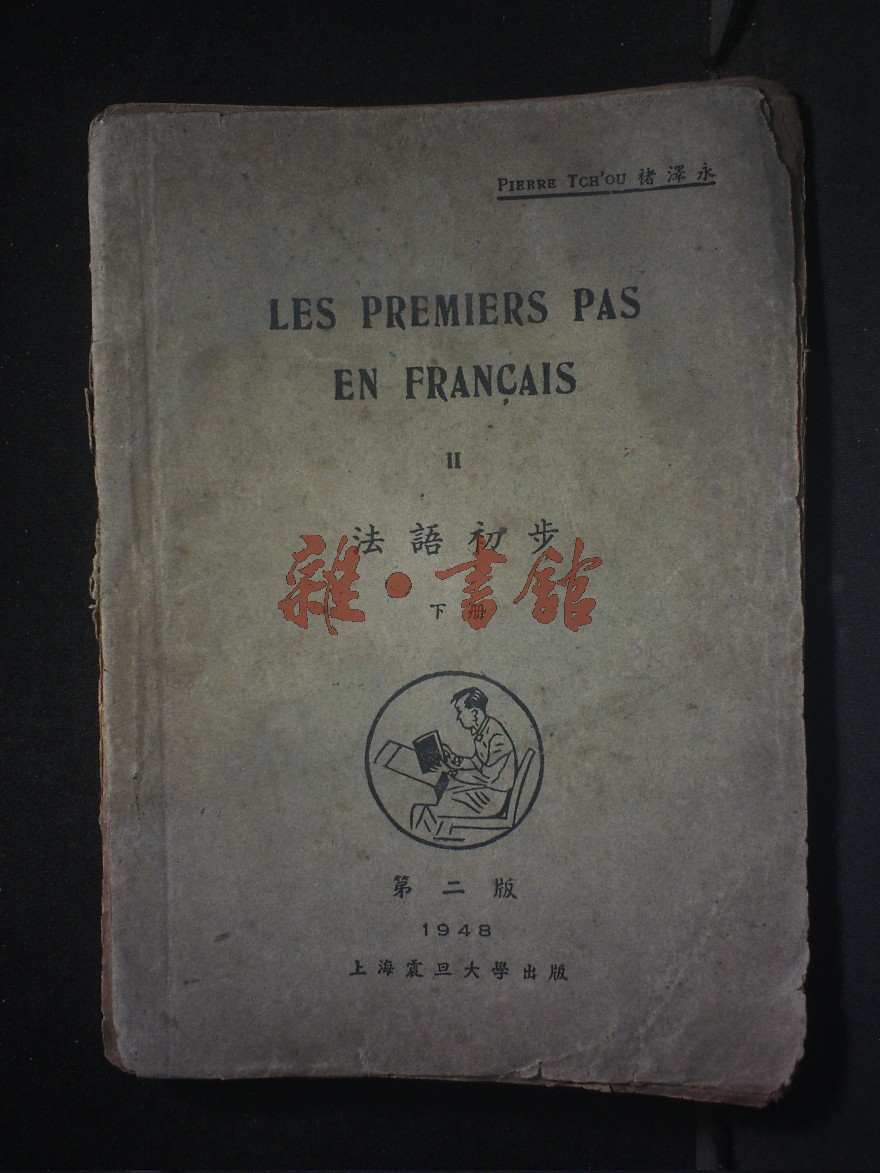 PIERRE TCH'OU 褚澤永
LES PREMIERS PAS
EN FRANÇAIS
II
法語初步
雜·書館
下冊
第二版
1948
上海震旦大學出版